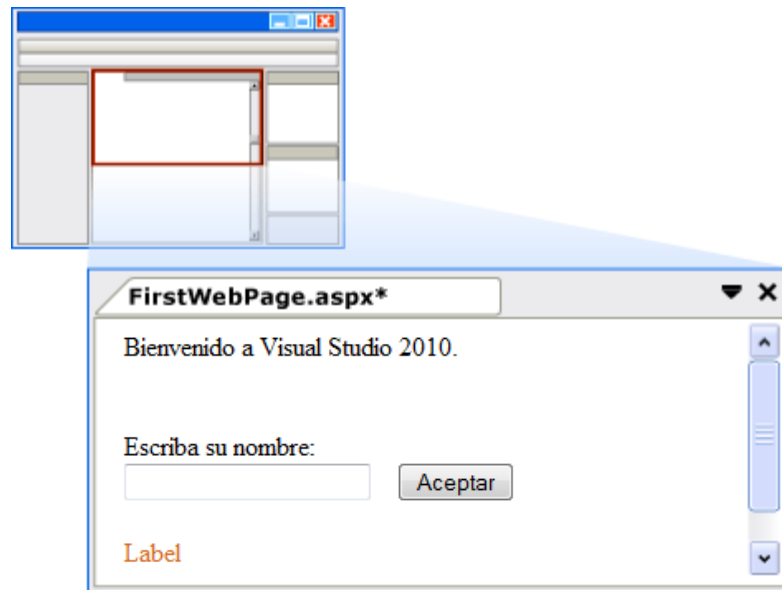 FirstWebPage.aspx*
Bienvenido a Visual Studio 2010.
Escriba su nombre:
Aceptar
Label